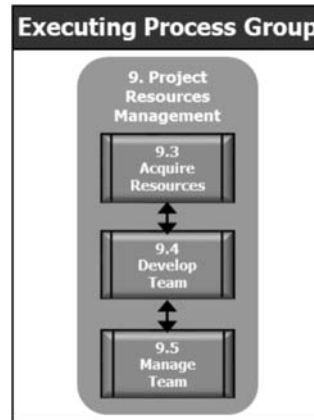 Executing Process Group
9. Project
Resources
Management
9.3
Acquire
Resources
9.4
Develop
Team
9.5
Manage
Team